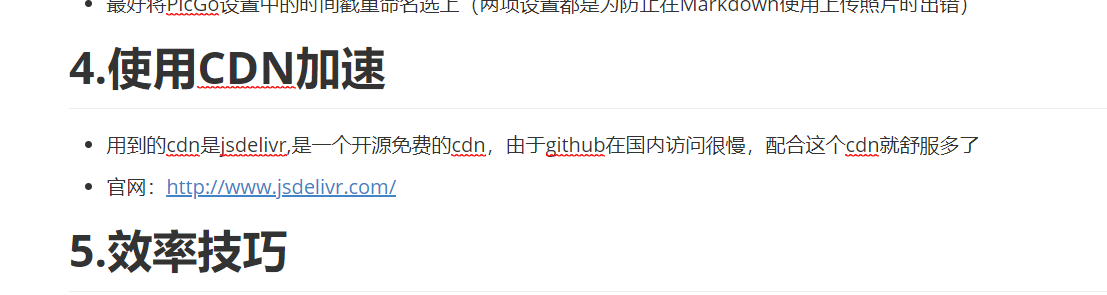 最好将PicGo设置中的时间戳重命名选上（两项设置都是为防止在Markdown使用上传照片时出错）
4.使用CDN加速
用到的cdn是jsdelivr,是一个开源免费的cdn，由于github在国内访问很慢，配合这个cdn就舒服多了
官网：http://www.jsdelivr.com/
5.效率技巧